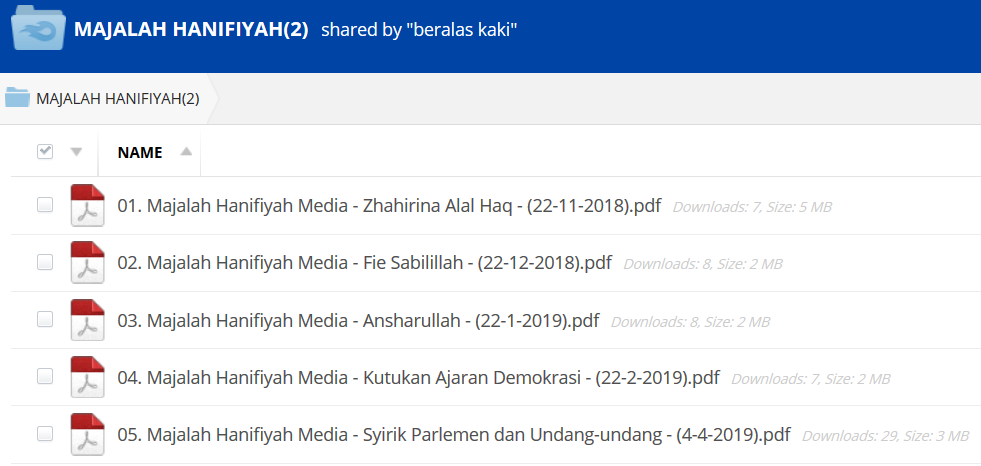 MAJALAH HANIFIYAH(2) shared by "beralas kaki"
MAJALAH HANIFIYAH(2)
NAME
01. Majalah Hanifiyah Media - Zhahirina Alal Haq - (22-11-2018).pdf Downloads: 7, Size: 5 MB
02. Majalah Hanifiyah Media - Fie Sabilillah - (22-12-2018).pdf Downloads: 8, Size: 2 MB
03. Majalah Hanifiyah Media - Ansharullah - (22-1-2019).pdf Downloads: 8, Size: 2 MB
04. Majalah Hanifiyah Media - Kutukan Ajaran Demokrasi - (22-2-2019).pdf Downloads: 7, Size: 2 MB
05. Majalah Hanifiyah Media - Syirik Parlemen dan Undang-undang - (4-4-2019).pdf Downloads: 29, Size: 3 MB